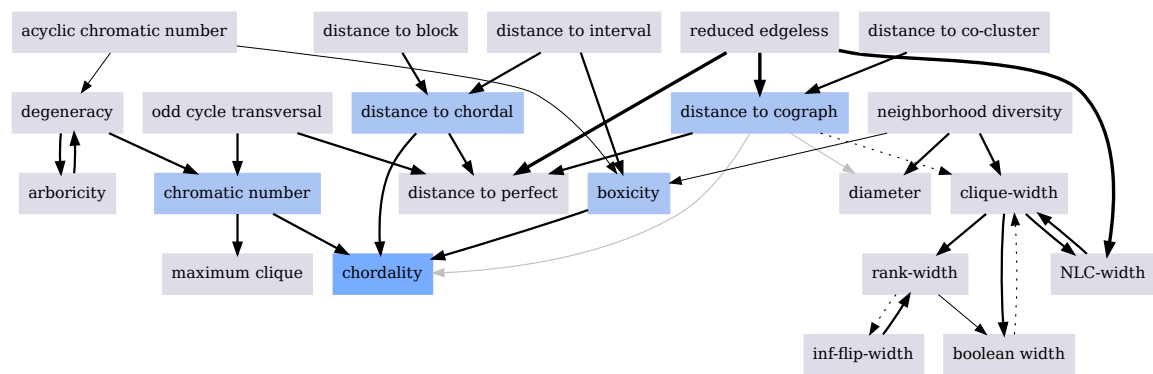 acyclic chromatic number
distance to block
distance to interval
reduced edgeless
distance to co-cluster
degeneracy
odd cycle transversal
distance to chordal
distance to cograph
neighborhood diversity
arboricity
chromatic number
distance to perfect
boxicity
diameter
clique-width
maximum clique
chordality
rank-width
NLC-width
inf-flip-width
boolean width